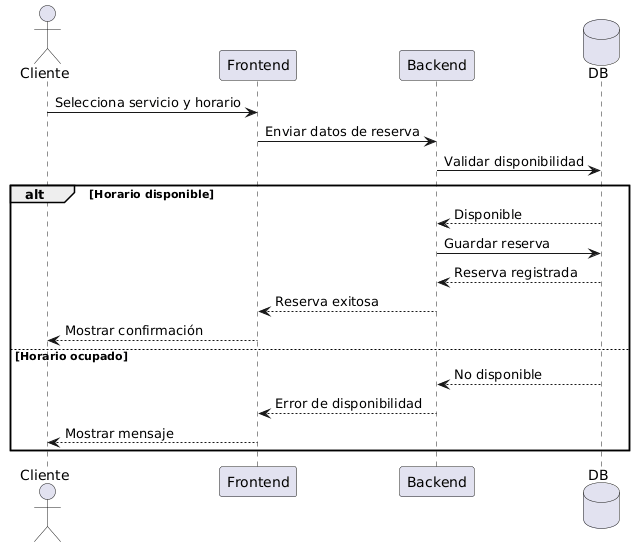 Cliente
Frontend
Backend
DB
Selecciona servicio y horario
Enviar datos de reserva
Validar disponibilidad
alt [Horario disponible]
Disponible
Guardar reserva
Reserva registrada
Reserva exitosa
Mostrar confirmación
[Horario ocupado]
No disponible
Error de disponibilidad
Mostrar mensaje
Cliente
Frontend
Backend
DB